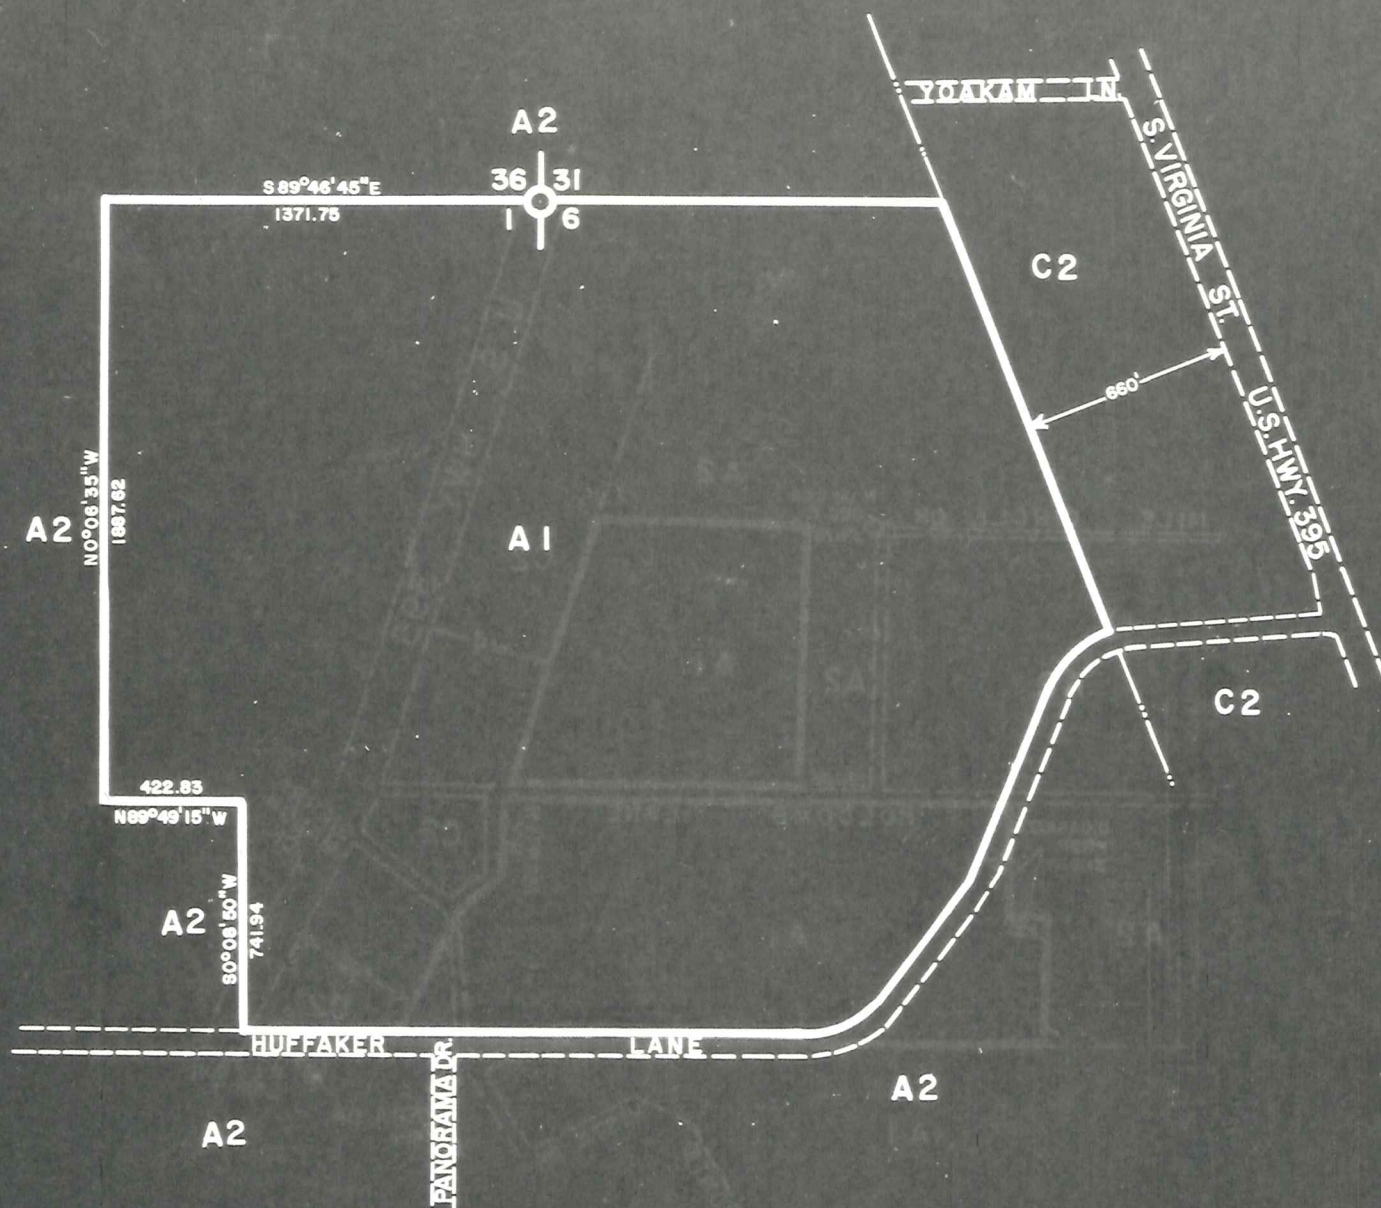 YOAKAM LN.
A2
S. VIRGINIA ST.
S89°46'45"E
1371.75
36 31
1 6
C2
660'
U.S. HWY. 395
N0°06'35"W
1887.62
A2
A1
C2
422.83
N89°49'15"W
S0°08'50"W
741.94
A2
HUFFAKER LANE
PANORAMA DR.
A2
A2